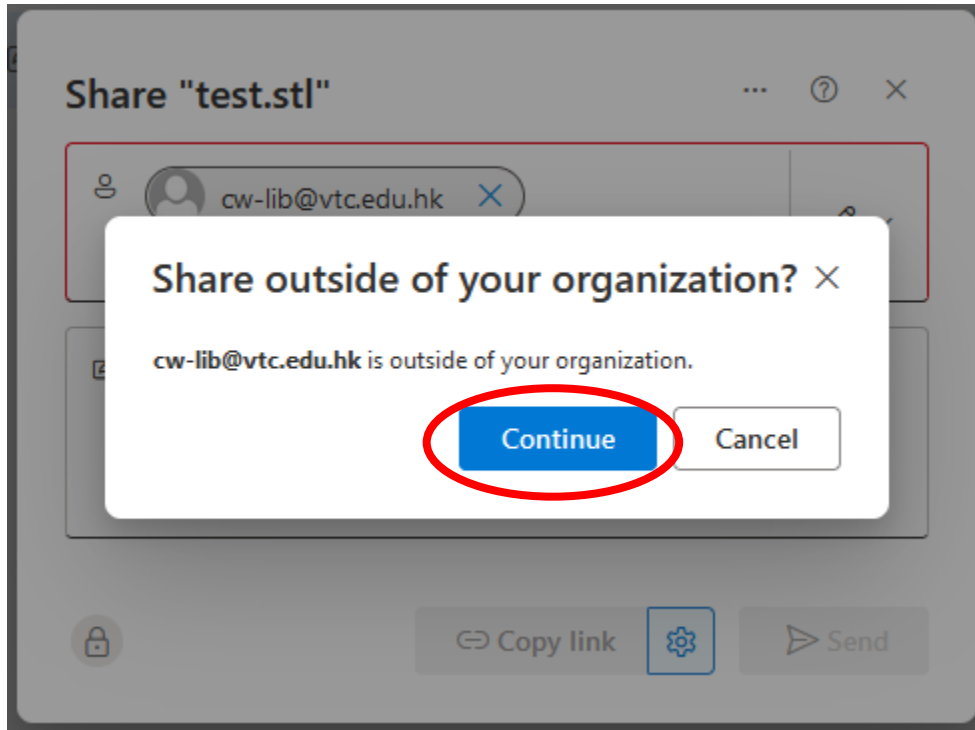 Share "test.stl"
cw-lib@vtc.edu.hk
Share outside of your organization?
cw-lib@vtc.edu.hk is outside of your organization.
Continue
Cancel
Copy link
Send